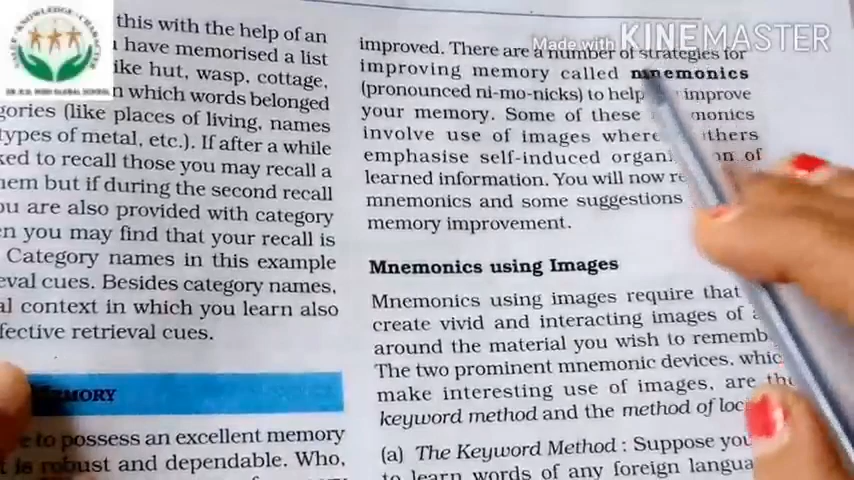 VALUE KNOWLEDGE CHARACTER
this with the help of an
have memorised a list
like hut, wasp, cottage,
n which words belonged
gories (like places of living, names
types of metal, etc.). If after a while
ked to recall those you may recall a
hem but if during the second recall
ou are also provided with category
en you may find that your recall is
Category names in this example
eval cues. Besides category names,
al context in which you learn also
fective retrieval cues.
MEMORY
e to possess an excellent memory
t is robust and dependable. Who,
Made with KINEMASTER
improved. There are a number of strategies for
improving memory called mnemonics
(pronounced ni-mo-nicks) to help improve
your memory. Some of these monics
involve use of images where thers
emphasise self-induced organi on of
learned information. You will now re
mnemonics and some suggestions
memory improvement.
Mnemonics using Images
Mnemonics using images require that
create vivid and interacting images of a
around the material you wish to rememb
The two prominent mnemonic devices, whic
make interesting use of images, are the
keyword method and the method of loc
(a) The Keyword Method : Suppose you
to learn words of any foreign langua